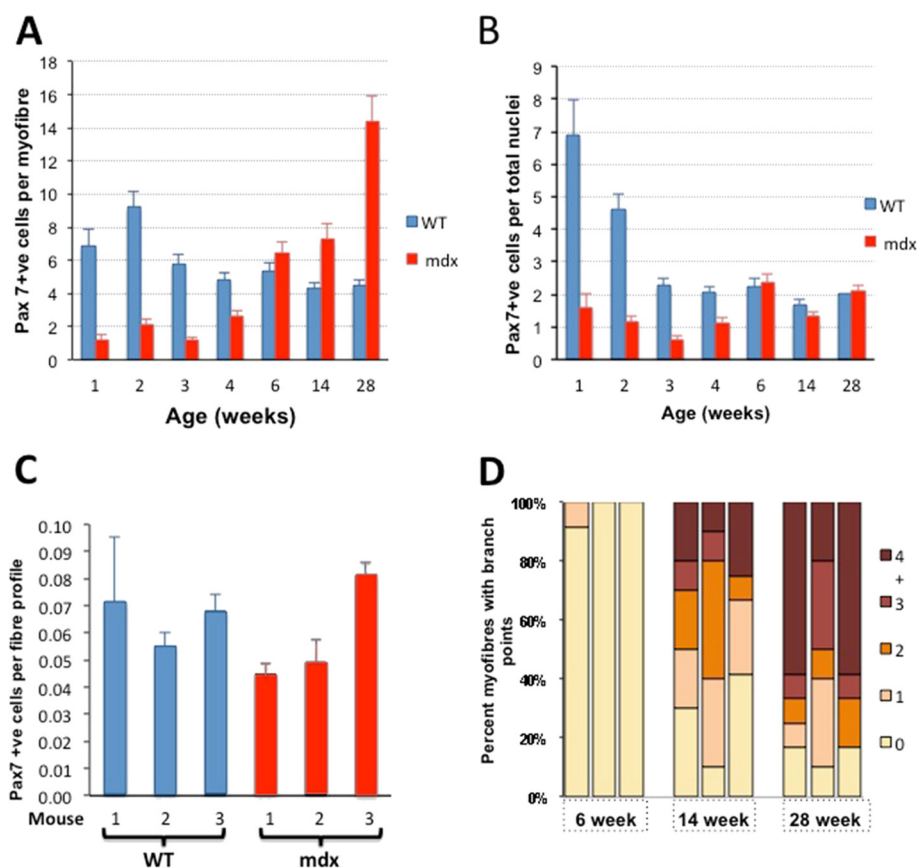 A
Pax 7+ve cells per myofibre
18
16
14
12
10
8
6
4
2
0
1 2 3 4 6 14 28
Age (weeks)
WT
mdx
B
Pax7+ve cells per total nuclei
9
8
7
6
5
4
3
2
1
0
1 2 3 4 6 14 28
Age (weeks)
WT
mdx
C
Pax7 +ve cells per fibre profile
0.10
0.09
0.08
0.07
0.06
0.05
0.04
0.03
0.02
0.01
0.00
Mouse 1 2 3 1 2 3
WT mdx
D
Percent myofibres with branch
points
100%
80%
60%
40%
20%
0%
6 week 14 week 28 week
4
+
3
2
1
0